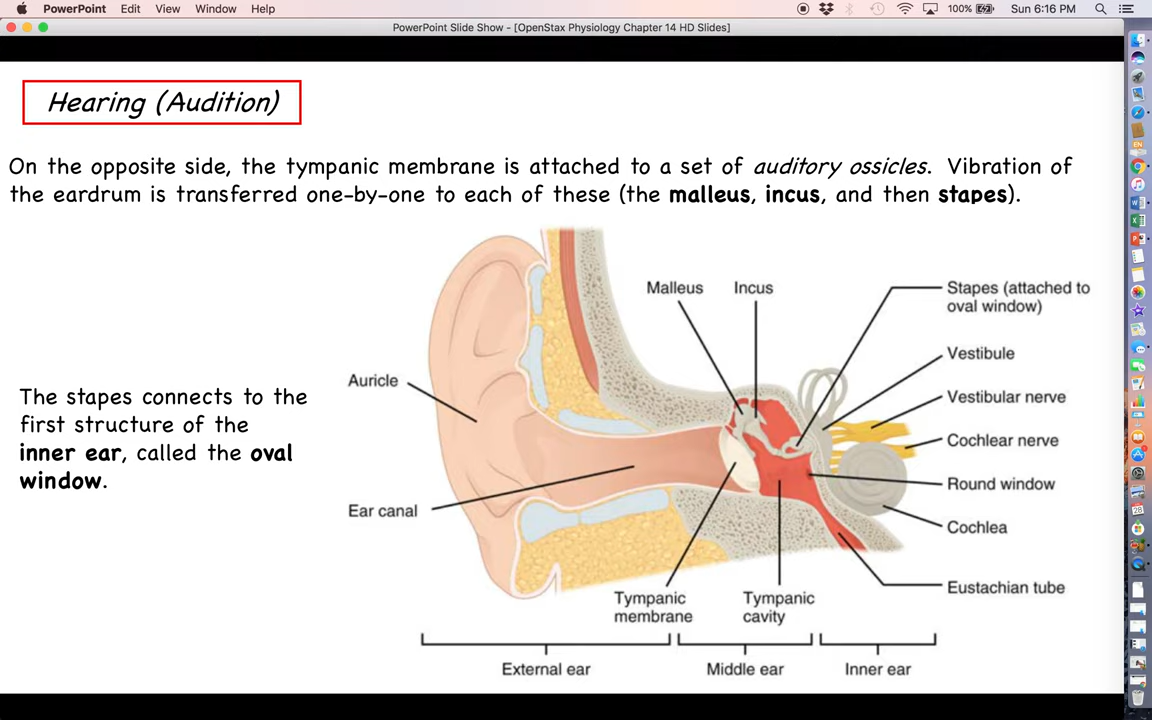 PowerPoint Edit View Window Help 100% Sun 6:16 PM
PowerPoint Slide Show - [OpenStax Physiology Chapter 14 HD Slides]
Hearing (Audition)
On the opposite side, the tympanic membrane is attached to a set of auditory ossicles. Vibration of
the eardrum is transferred one-by-one to each of these (the malleus, incus, and then stapes).
The stapes connects to the
first structure of the
inner ear, called the oval
window.
Malleus
Incus
Stapes (attached to
oval window)
Vestibule
Auricle
Vestibular nerve
Cochlear nerve
Round window
Ear canal
Cochlea
Eustachian tube
Tympanic
membrane
Tympanic
cavity
External ear
Middle ear
Inner ear